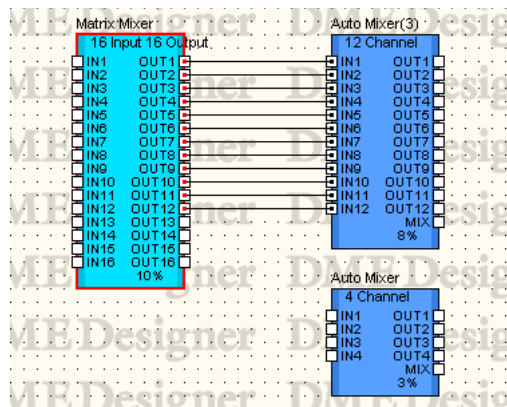 Matrix Mixer
16 Input 16 Output
IN1 OUT1
IN2 OUT2
IN3 OUT3
IN4 OUT4
IN5 OUT5
IN6 OUT6
IN7 OUT7
IN8 OUT8
IN9 OUT9
IN10 OUT10
IN11 OUT11
IN12 OUT12
IN13 OUT13
IN14 OUT14
IN15 OUT15
IN16 OUT16
10%
Auto Mixer(3)
12 Channel
IN1 OUT1
IN2 OUT2
IN3 OUT3
IN4 OUT4
IN5 OUT5
IN6 OUT6
IN7 OUT7
IN8 OUT8
IN9 OUT9
IN10 OUT10
IN11 OUT11
IN12 OUT12
MIX
8%
Auto Mixer
4 Channel
IN1 OUT1
IN2 OUT2
IN3 OUT3
IN4 OUT4
MIX
3%
DME Designer DME Designer